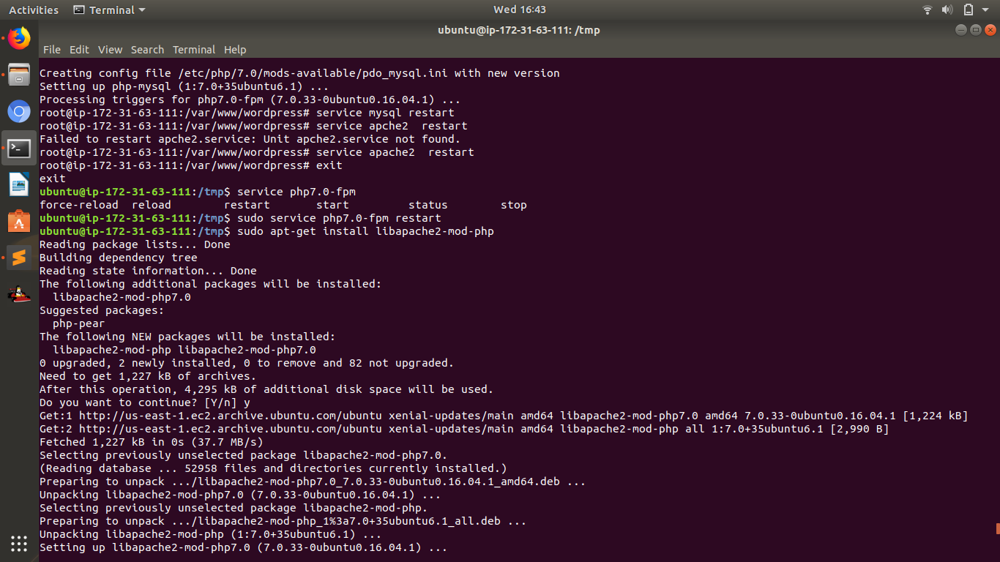 Activities Terminal Wed 16:43
ubuntu@ip-172-31-63-111: /tmp
File Edit View Search Terminal Help
Creating config file /etc/php/7.0/mods-available/pdo_mysql.ini with new version
Setting up php-mysql (1:7.0+35ubuntu6.1) ...
Processing triggers for php7.0-fpm (7.0.33-0ubuntu0.16.04.1) ...
root@ip-172-31-63-111:/var/www/wordpress# service mysql restart
root@ip-172-31-63-111:/var/www/wordpress# service apche2  restart
Failed to restart apche2.service: Unit apche2.service not found.
root@ip-172-31-63-111:/var/www/wordpress# service apache2  restart
root@ip-172-31-63-111:/var/www/wordpress# exit
exit
ubuntu@ip-172-31-63-111:/tmp$ service php7.0-fpm
force-reload  reload        restart       start         status        stop
ubuntu@ip-172-31-63-111:/tmp$ sudo service php7.0-fpm restart
ubuntu@ip-172-31-63-111:/tmp$ sudo apt-get install libapache2-mod-php
Reading package lists... Done
Building dependency tree
Reading state information... Done
The following additional packages will be installed:
  libapache2-mod-php7.0
Suggested packages:
  php-pear
The following NEW packages will be installed:
  libapache2-mod-php libapache2-mod-php7.0
0 upgraded, 2 newly installed, 0 to remove and 82 not upgraded.
Need to get 1,227 kB of archives.
After this operation, 4,295 kB of additional disk space will be used.
Do you want to continue? [Y/n] y
Get:1 http://us-east-1.ec2.archive.ubuntu.com/ubuntu xenial-updates/main amd64 libapache2-mod-php7.0 amd64 7.0.33-0ubuntu0.16.04.1 [1,224 kB]
Get:2 http://us-east-1.ec2.archive.ubuntu.com/ubuntu xenial-updates/main amd64 libapache2-mod-php all 1:7.0+35ubuntu6.1 [2,990 B]
Fetched 1,227 kB in 0s (37.7 MB/s)
Selecting previously unselected package libapache2-mod-php7.0.
(Reading database ... 52958 files and directories currently installed.)
Preparing to unpack .../libapache2-mod-php7.0_7.0.33-0ubuntu0.16.04.1_amd64.deb ...
Unpacking libapache2-mod-php7.0 (7.0.33-0ubuntu0.16.04.1) ...
Selecting previously unselected package libapache2-mod-php.
Preparing to unpack .../libapache2-mod-php_1%3a7.0+35ubuntu6.1_all.deb ...
Unpacking libapache2-mod-php (1:7.0+35ubuntu6.1) ...
Setting up libapache2-mod-php7.0 (7.0.33-0ubuntu0.16.04.1) ...